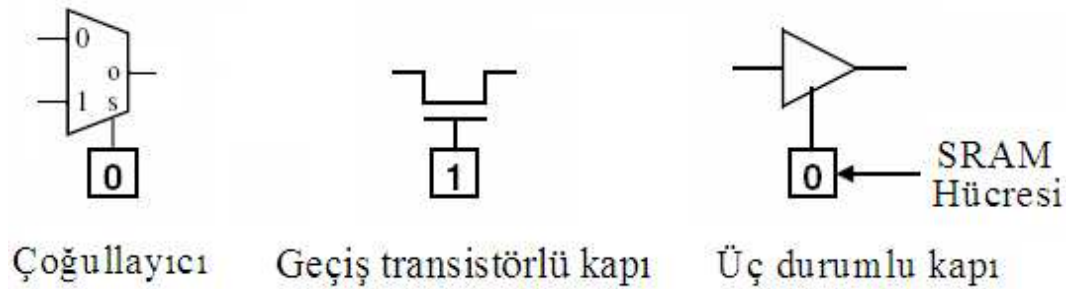 0
o
1 s
0
1
0
SRAM
Hücresi
Çoğullayıcı
Geçiş transistörlü kapı
Üç durumlu kapı